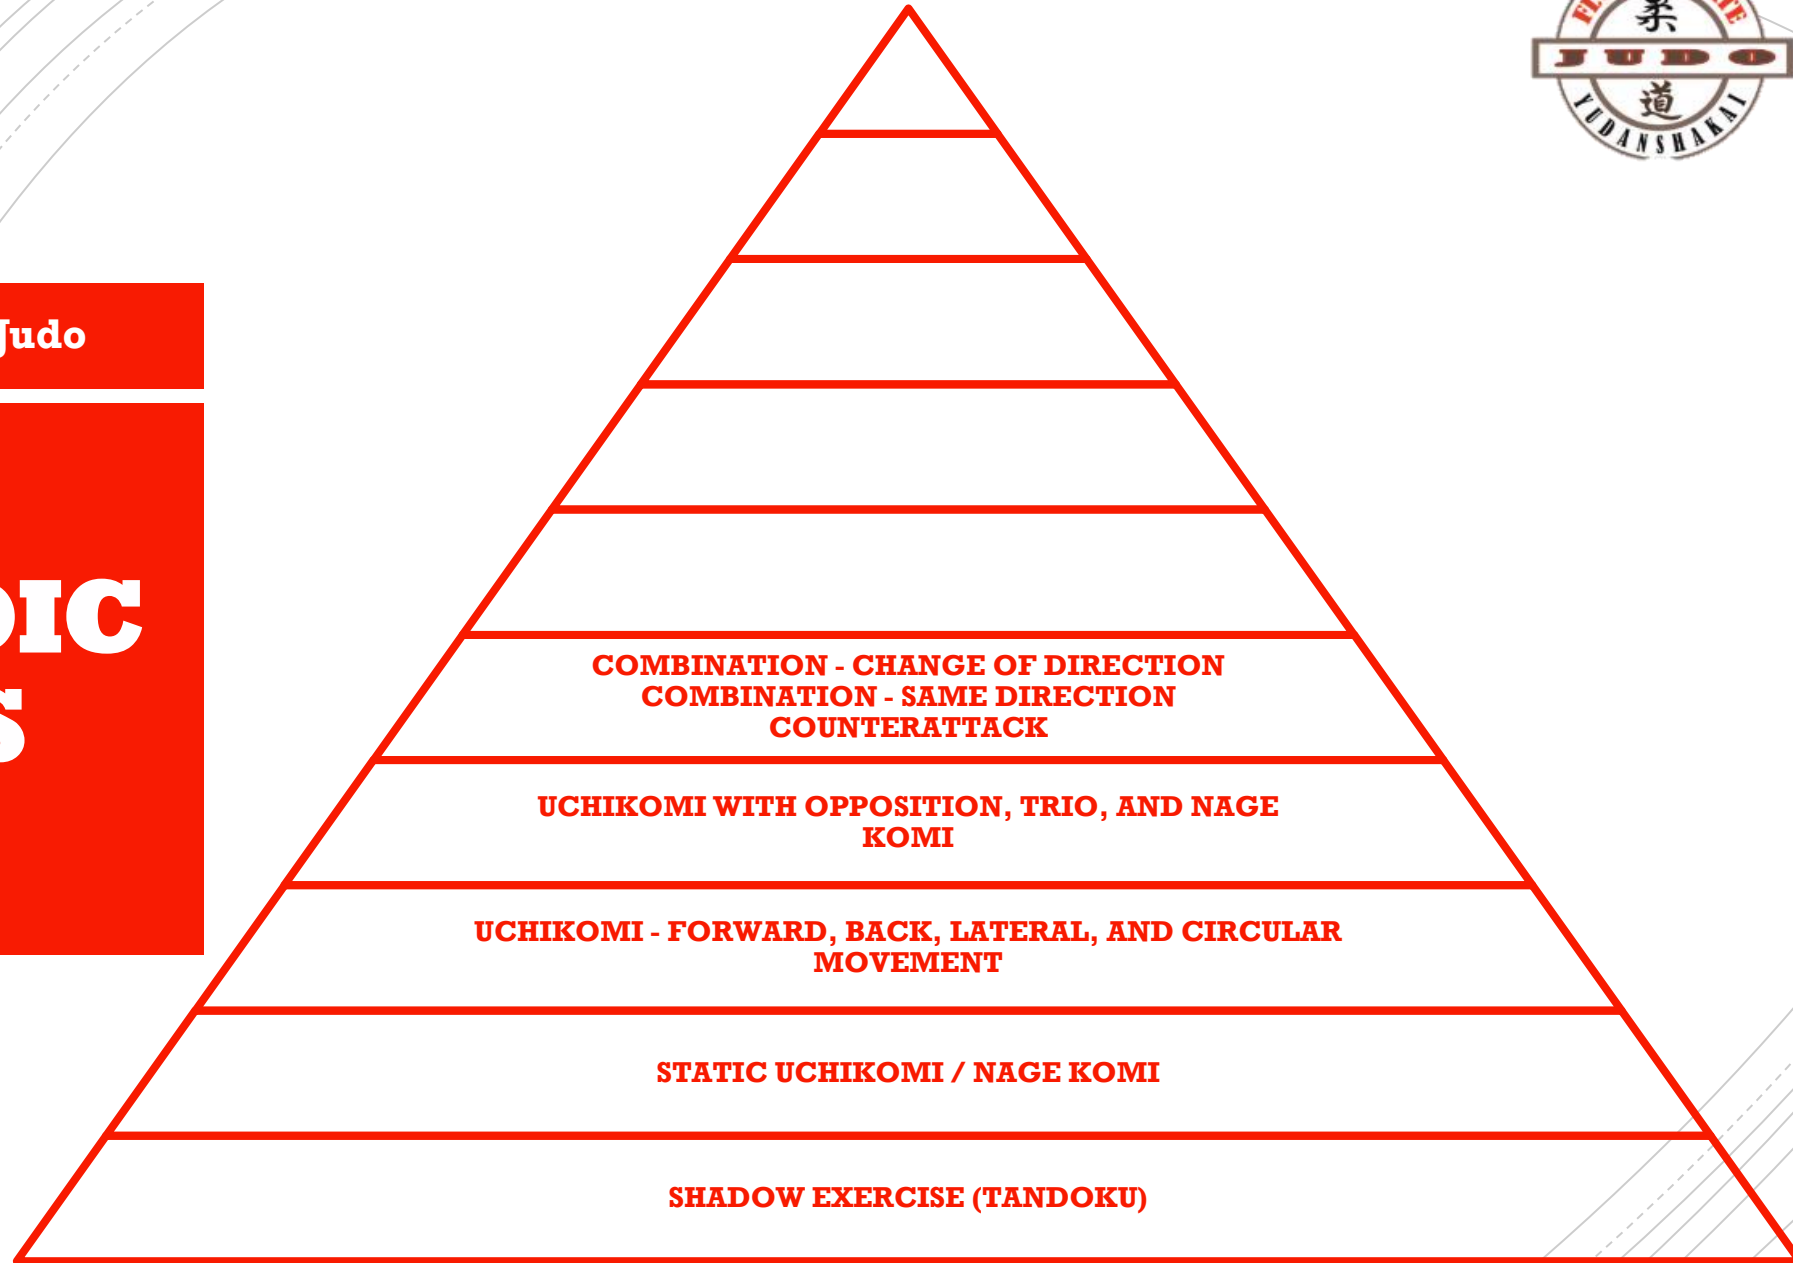 柔
JUDO
道
YUDANSHAKAI
Judo
IC
S
COMBINATION - CHANGE OF DIRECTION
COMBINATION - SAME DIRECTION
COUNTERATTACK
UCHIKOMI WITH OPPOSITION, TRIO, AND NAGE
KOMI
UCHIKOMI - FORWARD, BACK, LATERAL, AND CIRCULAR
MOVEMENT
STATIC UCHIKOMI / NAGE KOMI
SHADOW EXERCISE (TANDOKU)